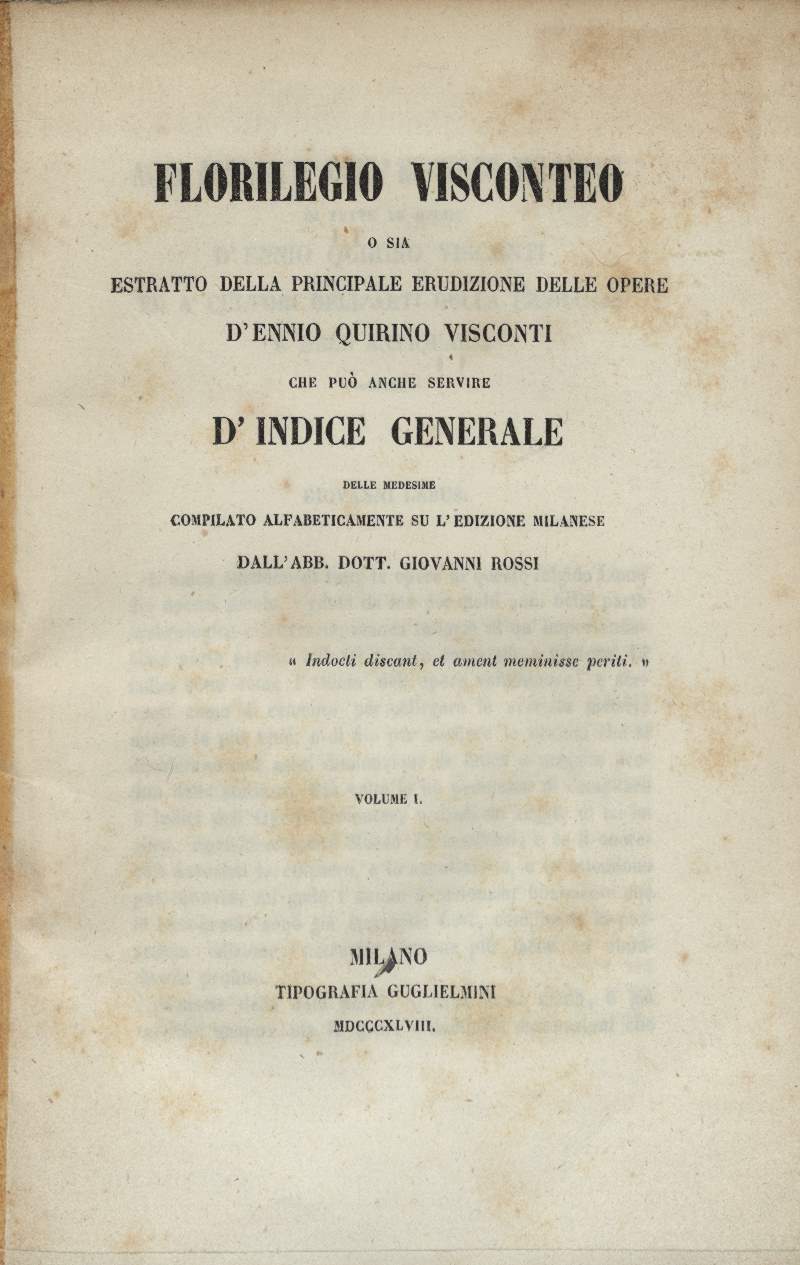 FLORILEGIO VISCONTEO
O SIA
ESTRATTO DELLA PRINCIPALE ERUDIZIONE DELLE OPERE
D'ENNIO QUIRINO VISCONTI
CHE PUÒ ANCHE SERVIRE
D' INDICE GENERALE
DELLE MEDESIME
COMPILATO ALFABETICAMENTE SU L'EDIZIONE MILANESE
DALL'ABB. DOTT. GIOVANNI ROSSI
« Indocti discant, et ament meminisse periti. »
VOLUME I.
MILANO
TIPOGRAFIA GUGLIELMINI
MDCCCXLVIII.